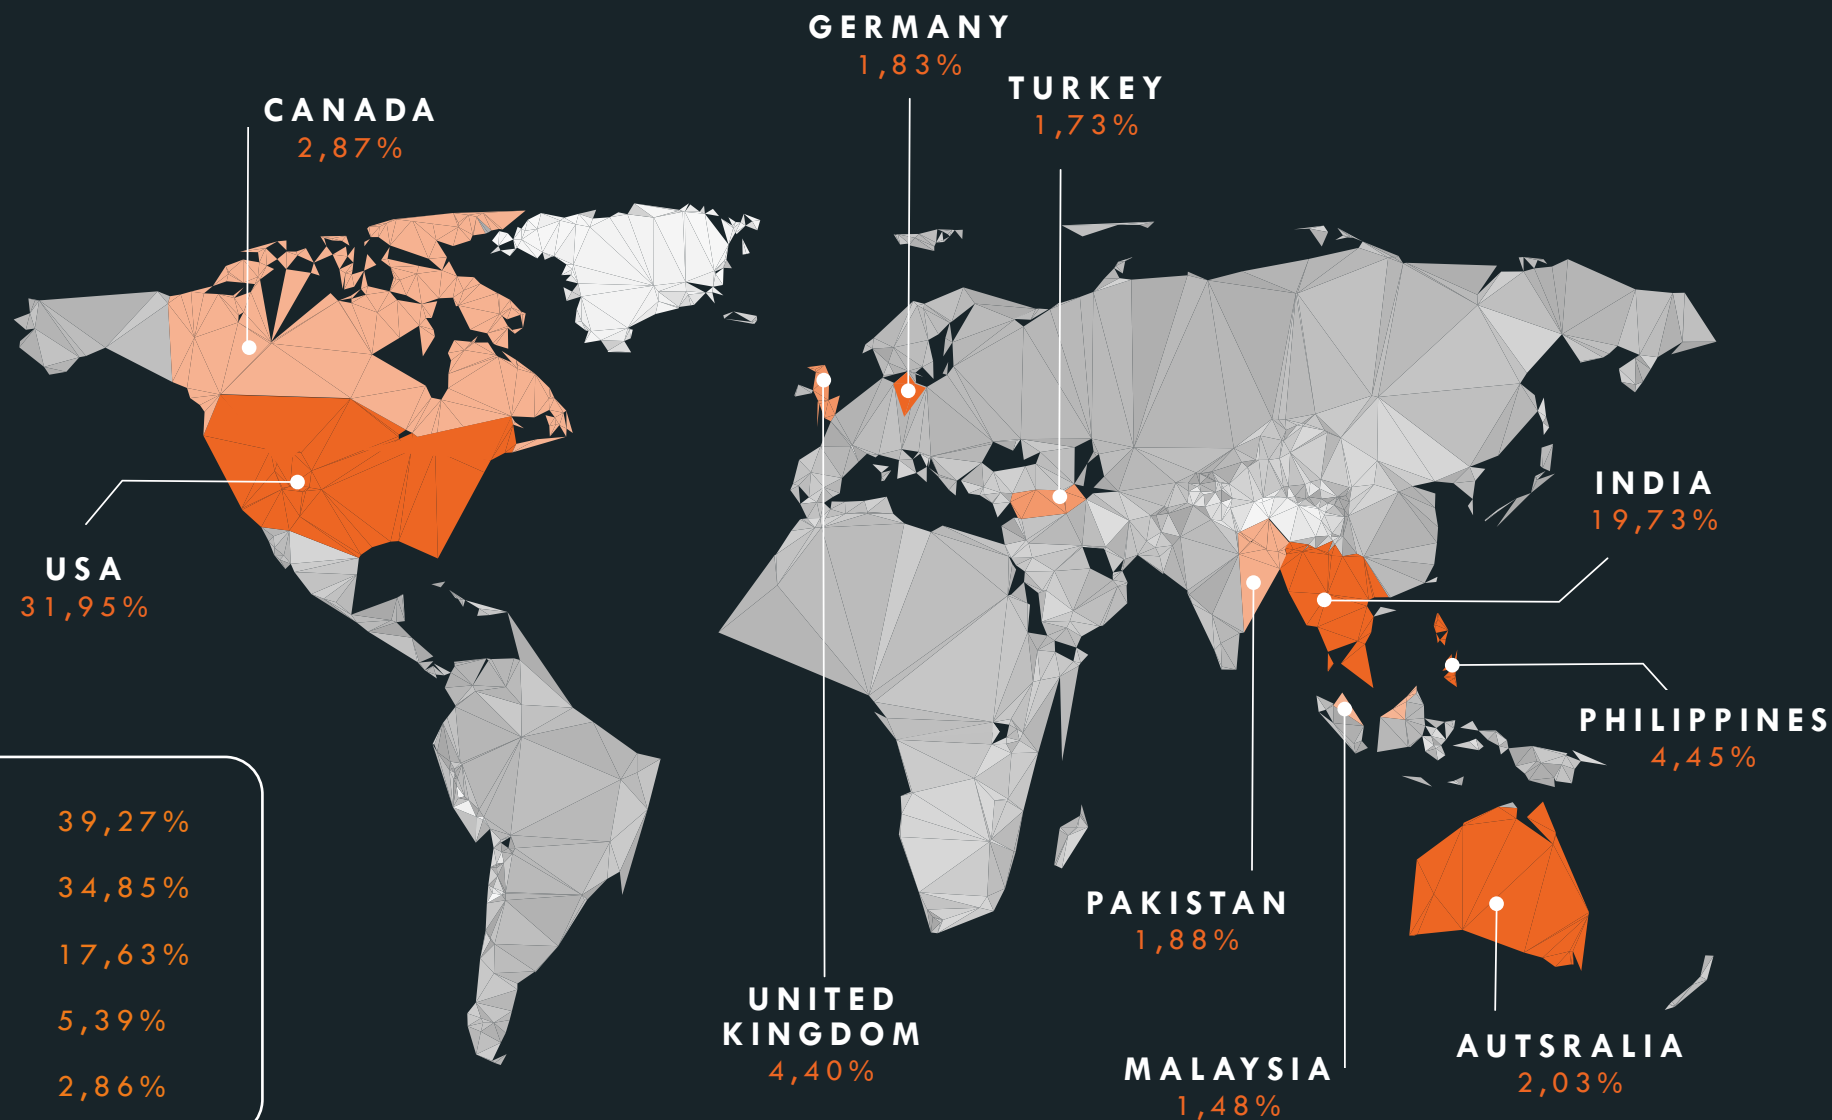 GERMANY
1,83%
TURKEY
1,73%
CANADA
2,87%
INDIA
19,73%
USA
31,95%
PHILIPPINES
4,45%
39,27%
34,85%
17,63%
5,39%
2,86%
PAKISTAN
1,88%
UNITED
KINGDOM
4,40%
MALAYSIA
1,48%
AUTSRALIA
2,03%